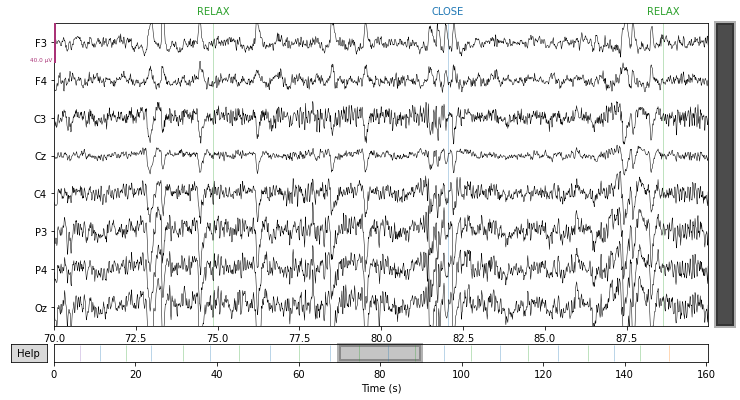 RELAX CLOSE RELAX
F3
40.0 µV
F4
C3
Cz
C4
P3
P4
Oz
70.0 72.5 75.0 77.5 80.0 82.5 85.0 87.5
Help
0 20 40 60 80 100 120 140 160
Time (s)